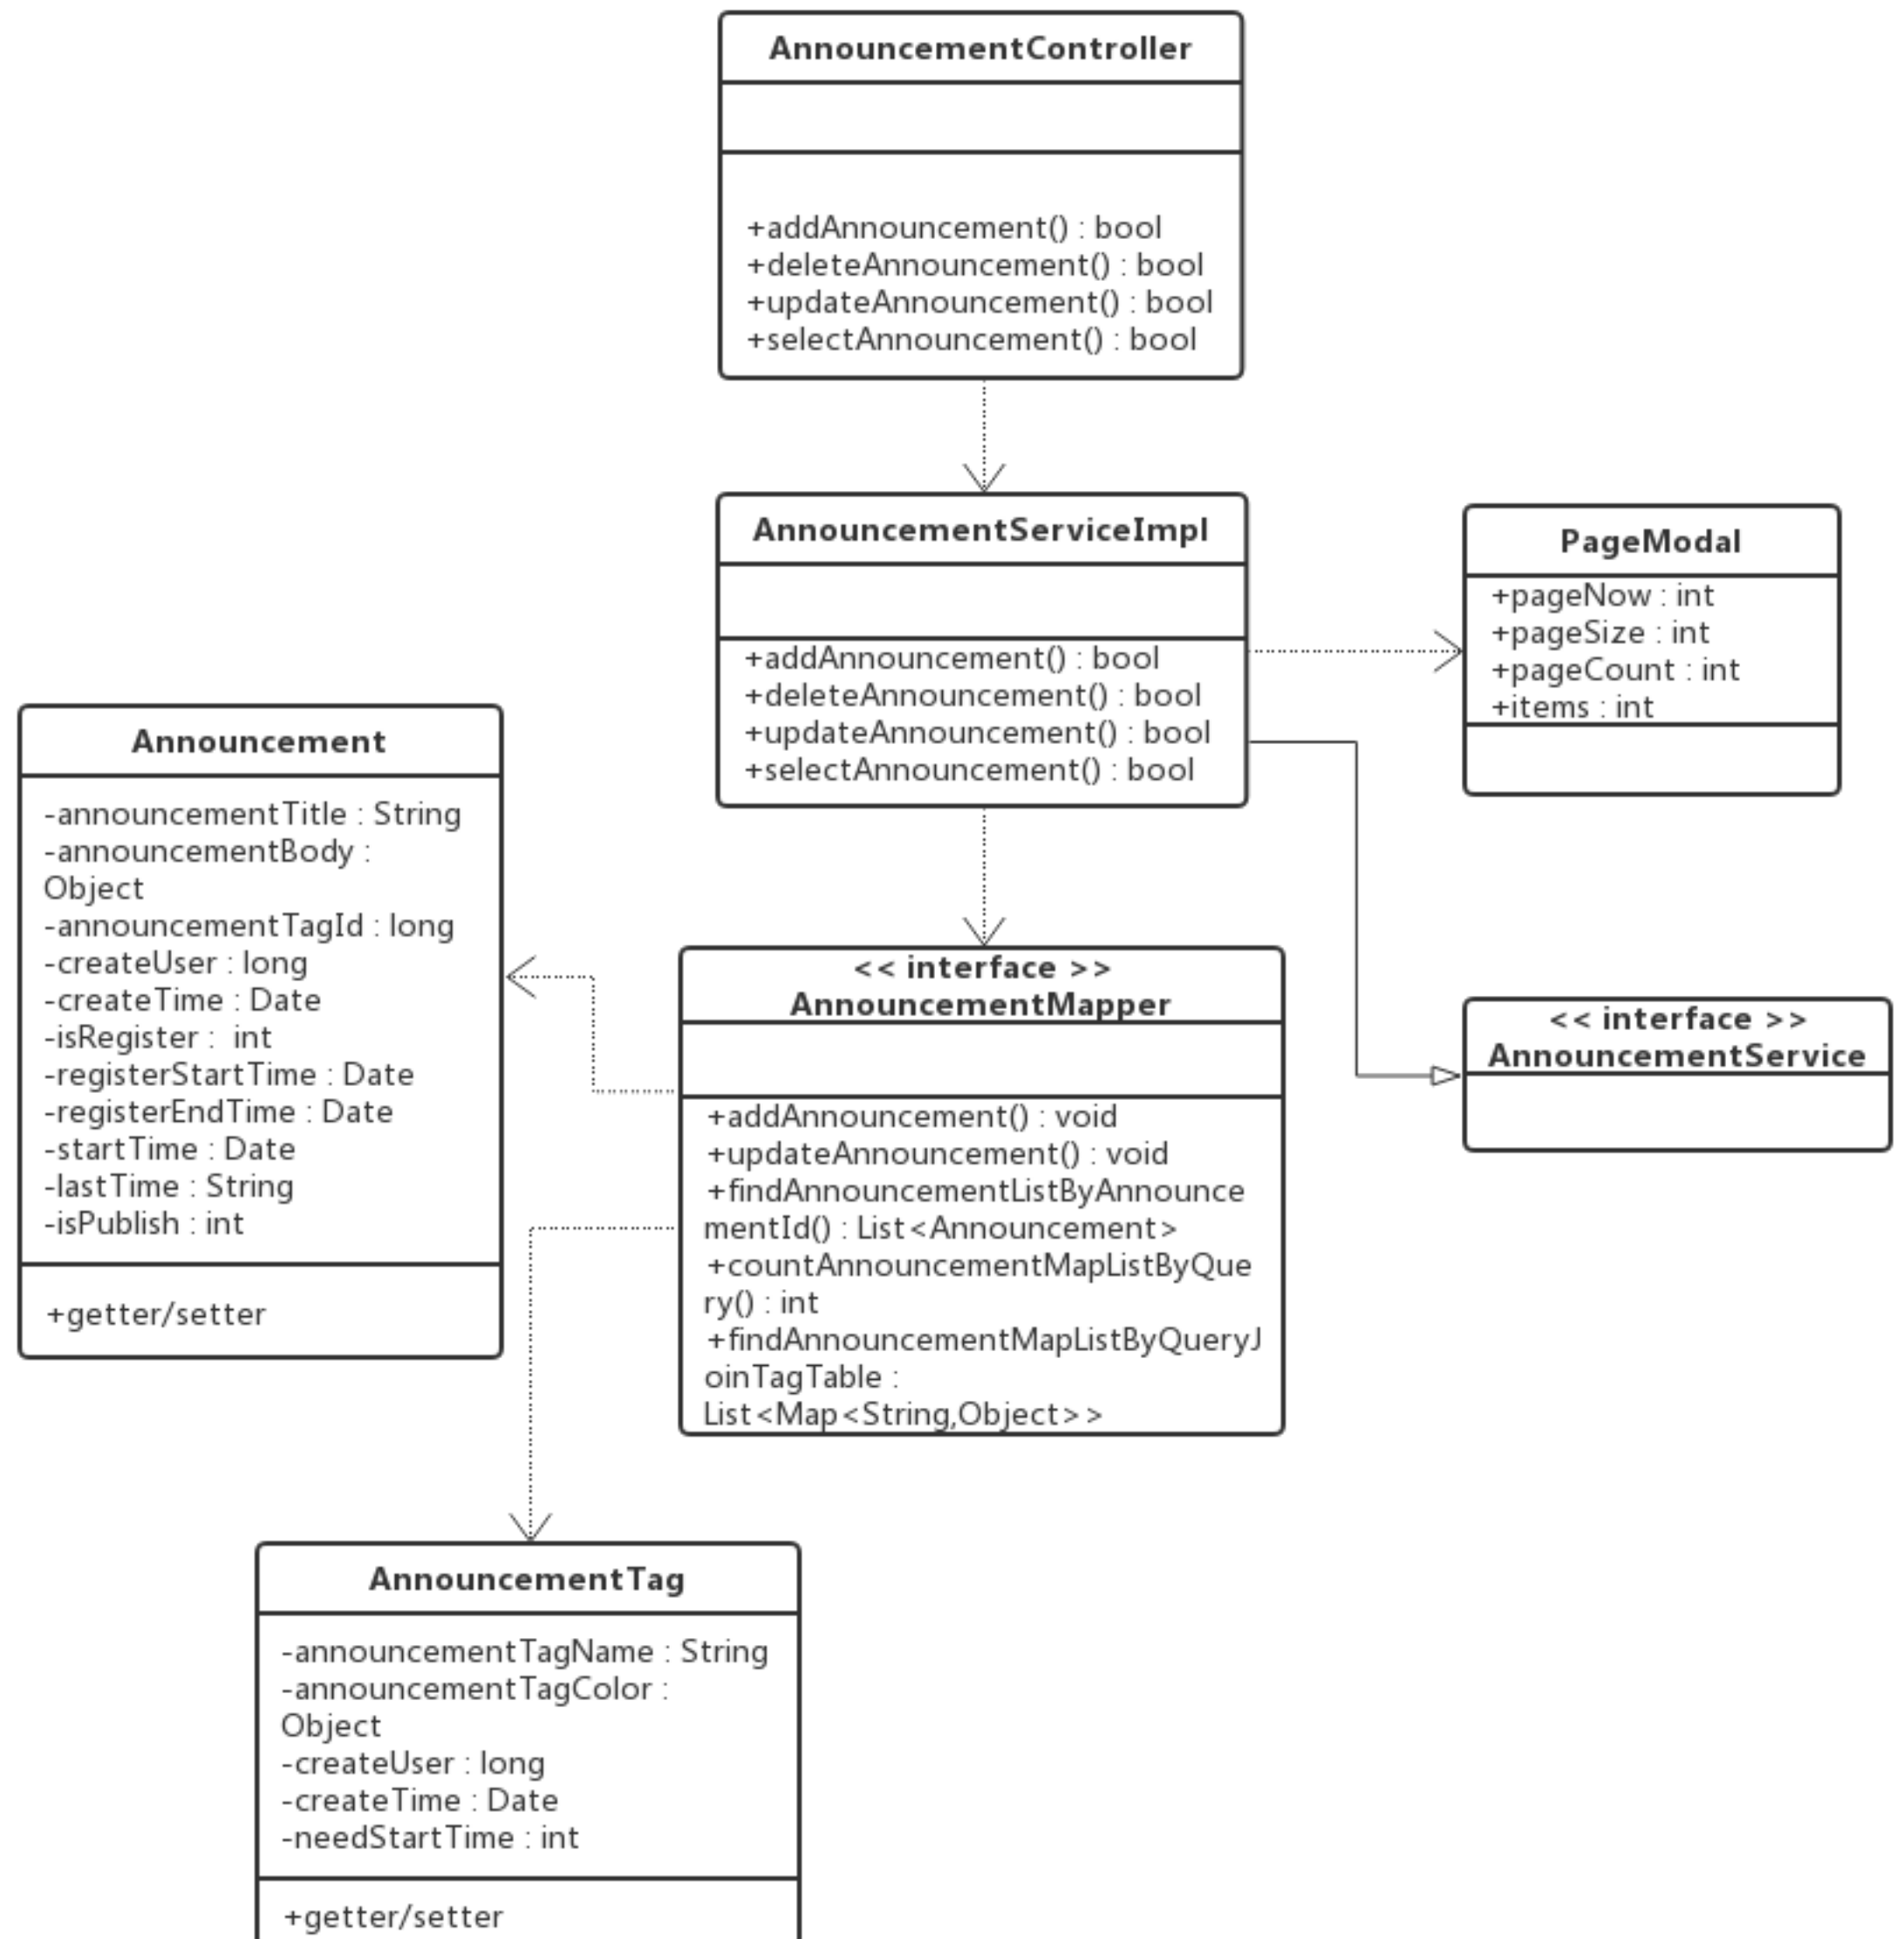 AnnouncementController
+addAnnouncement() : bool
+deleteAnnouncement() : bool
+updateAnnouncement() : bool
+selectAnnouncement() : bool
AnnouncementServiceImpl
+addAnnouncement() : bool
+deleteAnnouncement() : bool
+updateAnnouncement() : bool
+selectAnnouncement() : bool
PageModal
+pageNow : int
+pageSize : int
+pageCount : int
+items : int
Announcement
-announcementTitle : String
-announcementBody :
Object
-announcementTagId : long
-createUser : long
-createTime : Date
-isRegister :  int
-registerStartTime : Date
-registerEndTime : Date
-startTime : Date
-lastTime : String
-isPublish : int
+getter/setter
<< interface >>
AnnouncementMapper
+addAnnouncement() : void
+updateAnnouncement() : void
+findAnnouncementListByAnnounce
mentId() : List<Announcement>
+countAnnouncementMapListByQue
ry() : int
+findAnnouncementMapListByQueryJ
oinTagTable :
List<Map<String,Object>>
<< interface >>
AnnouncementService
AnnouncementTag
-announcementTagName : String
-announcementTagColor :
Object
-createUser : long
-createTime : Date
-needStartTime : int
+getter/setter